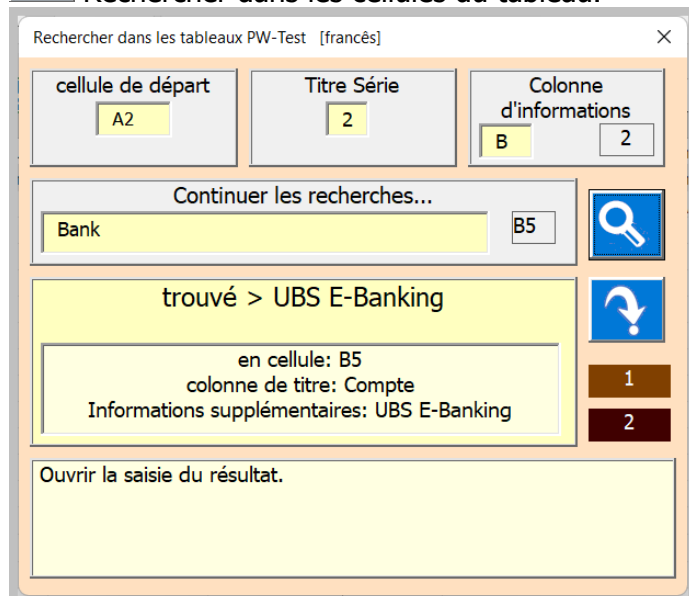 Rechercher dans les cellules du tableau.
Rechercher dans les tableaux PW-Test [francês]
cellule de départ
A2
Titre Série
2
Colonne
d'informations
B
2
Continuer les recherches...
Bank
B5
trouvé > UBS E-Banking
en cellule: B5
colonne de titre: Compte
Informations supplémentaires: UBS E-Banking
1
2
Ouvrir la saisie du résultat.